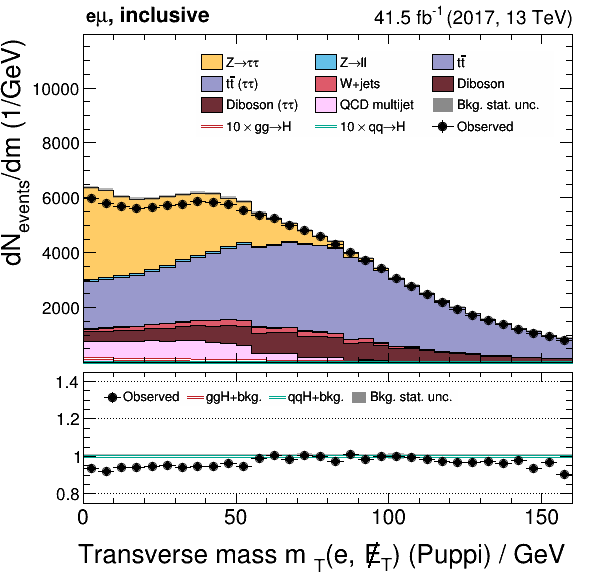 eμ, inclusive 41.5 fb⁻¹ (2017, 13 TeV)
dN_events/dm (1/GeV)
10000
8000
6000
4000
2000
Z→ττ Z→ll tt̄
tt̄ (ττ) W+jets Diboson
Diboson (ττ) QCD multijet Bkg. stat. unc.
10 × gg→H 10 × qq→H Observed
1.4
1.2
1
0.8
Observed ggH+bkg. qqH+bkg. Bkg. stat. unc.
0 50 100 150
Transverse mass m_T(e, E̸_T) (Puppi) / GeV